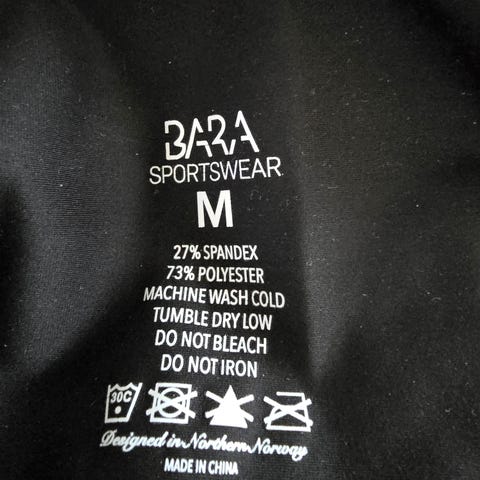 BARA
SPORTSWEAR
M
27% SPANDEX
73% POLYESTER
MACHINE WASH COLD
TUMBLE DRY LOW
DO NOT BLEACH
DO NOT IRON
30C
Designed in Northern Norway
MADE IN CHINA